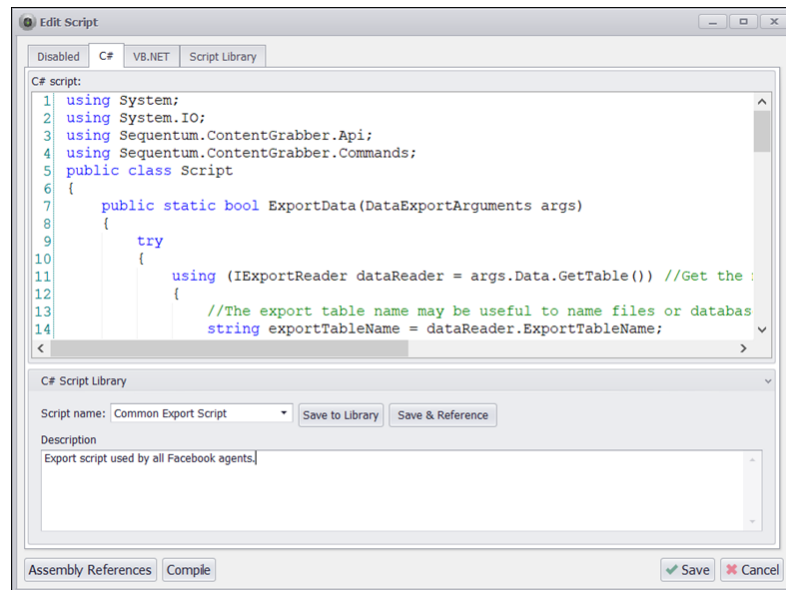 Edit Script
Disabled C# VB.NET Script Library
C# script:
1 using System;
2 using System.IO;
3 using Sequentum.ContentGrabber.Api;
4 using Sequentum.ContentGrabber.Commands;
5 public class Script
6 {
7 public static bool ExportData(DataExportArguments args)
8 {
9 try
10 {
11 using (IExportReader dataReader = args.Data.GetTable()) //Get the
12 {
13 //The export table name may be useful to name files or databas
14 string exportTableName = dataReader.ExportTableName;
C# Script Library
Script name: Common Export Script Save to Library Save & Reference
Description
Export script used by all Facebook agents.
Assembly References Compile Save Cancel